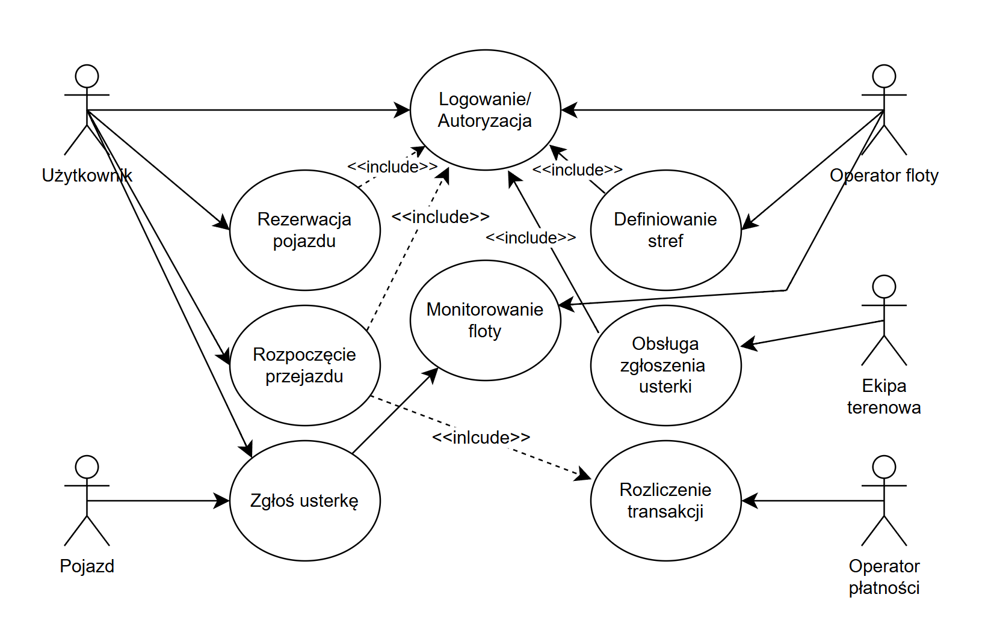 Logowanie/
Autoryzacja
Użytkownik
<<include>>
<<include>>
Operator floty
Rezerwacja
pojazdu
<<include>>
<<include>>
Definiowanie
stref
Monitorowanie
floty
Rozpoczęcie
przejazdu
Obsługa
zgłoszenia
usterki
Ekipa
terenowa
<<inlcude>>
Zgłoś usterkę
Rozliczenie
transakcji
Pojazd
Operator
płatności